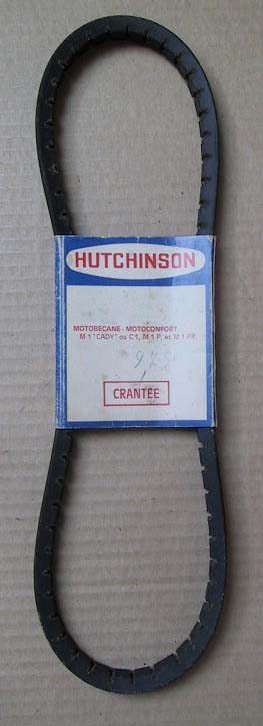 HUTCHINSON
MOTOBECANE - MOTOCONFORT
M 1 "CADY" ou C1, M 1 P, et M 1 PR
CRANTÉE